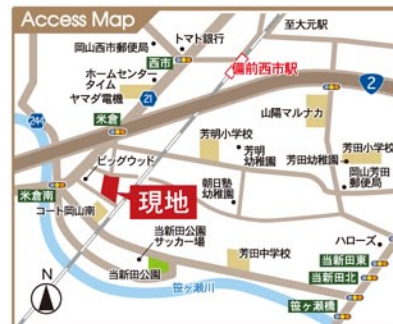 Access Map
至大元駅
トマト銀行
岡山西市郵便局
西市
備前西市駅
ホームセンター
タイム
ヤマダ電機
21
2
山陽マルナカ
244
米倉
芳明小学校
芳明
幼稚園
芳田小学校
芳田幼稚園
岡山芳田
郵便局
ビッグウッド
朝日塾
幼稚園
米倉南
現地
コート岡山南
ハローズ
当新田公園
サッカー場
芳田中学校
当新田東
当新田北
当新田公園
笹ヶ瀬川
笹ヶ瀬橋
N